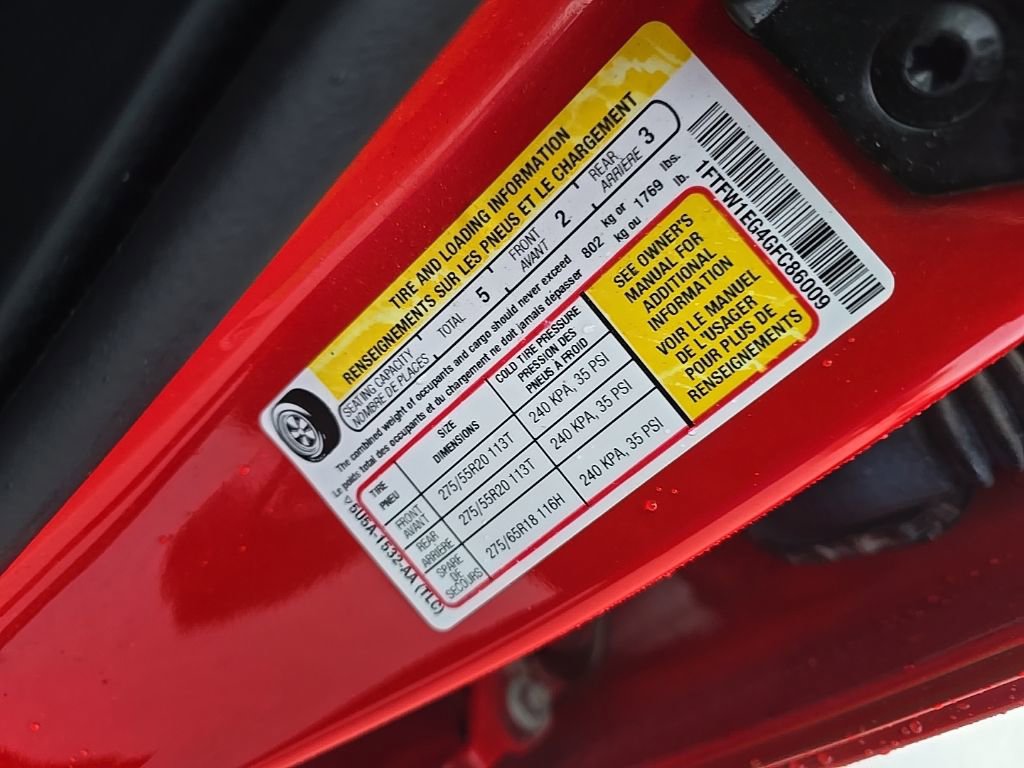 TIRE AND LOADING INFORMATION
RENSEIGNEMENTS SUR LES PNEUS ET LE CHARGEMENT
SEATING CAPACITY
NOMBRE DE PLACES
TOTAL 5
FRONT
AVANT
2
REAR
ARRIÈRE
3
The combined weight of occupants and cargo should never exceed 802 kg or 1769 lbs.
Le poids total des occupants et du chargement ne doit jamais dépasser kg ou lb.
TIRE
PNEU
SIZE
DIMENSIONS
COLD TIRE PRESSURE
PRESSION DES
PNEUS À FROID
FRONT
AVANT
275/55R20 113T
240 KPA, 35 PSI
REAR
ARRIÈRE
275/55R20 113T
240 KPA, 35 PSI
SPARE
DE
SECOURS
275/65R18 116H
240 KPA, 35 PSI
SEE OWNER'S
MANUAL FOR
ADDITIONAL
INFORMATION
VOIR LE MANUEL
DE L'USAGER
POUR PLUS DE
RENSEIGNEMENTS
1FTFW1EG4GFC86009
5U5A-1532-AA (TLG)